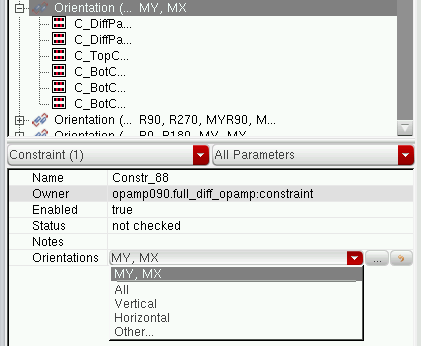 Orientation (... MY, MX
C_DiffPa...
C_DiffPa...
C_TopC...
C_BotC...
C_BotC...
C_BotC...
Orientation (... R90, R270, MYR90, M...
Orientation (... R0, R180, MY, MX
Constraint (1) All Parameters
Name Constr_88
Owner opamp090.full_diff_opamp:constraint
Enabled true
Status not checked
Notes
Orientations MY, MX ...
MY, MX
All
Vertical
Horizontal
Other...